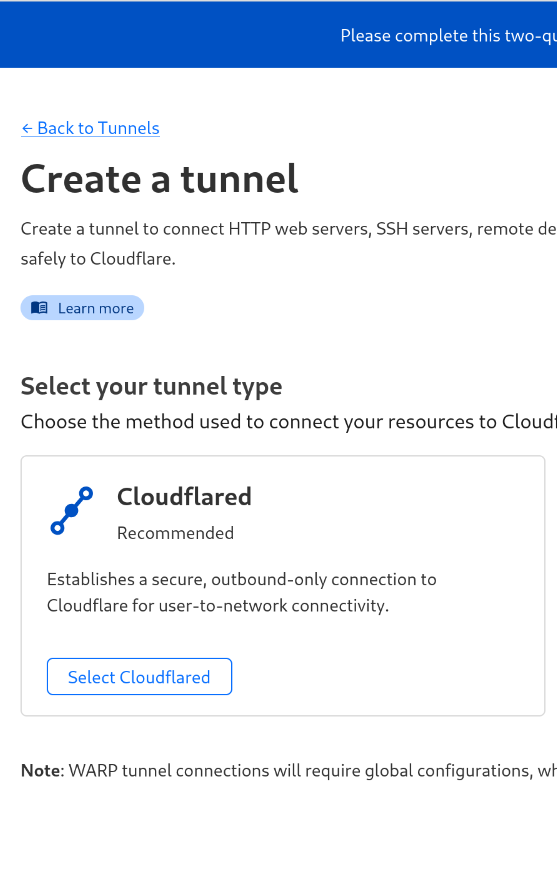 Please complete this two-qu
← Back to Tunnels
Create a tunnel
Create a tunnel to connect HTTP web servers, SSH servers, remote de
safely to Cloudflare.
Learn more
Select your tunnel type
Choose the method used to connect your resources to Cloudf
Cloudflared
Recommended
Establishes a secure, outbound-only connection to
Cloudflare for user-to-network connectivity.
Select Cloudflared
Note: WARP tunnel connections will require global configurations, wh